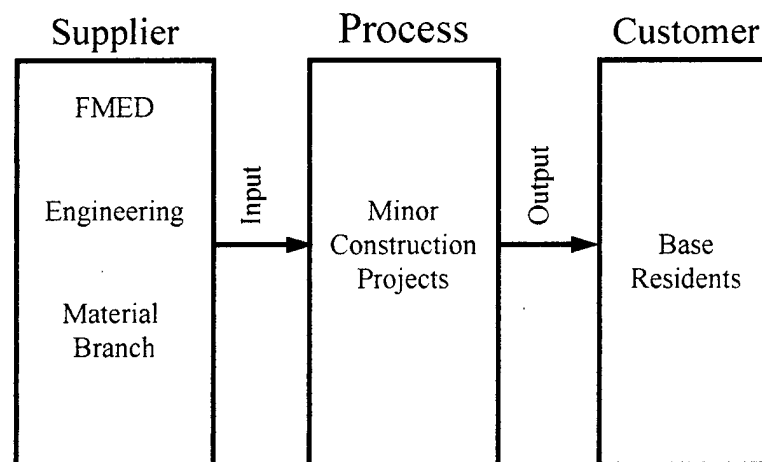 Supplier
Process
Customer
FMED
Engineering
Material
Branch
Input
Minor
Construction
Projects
Output
Base
Residents